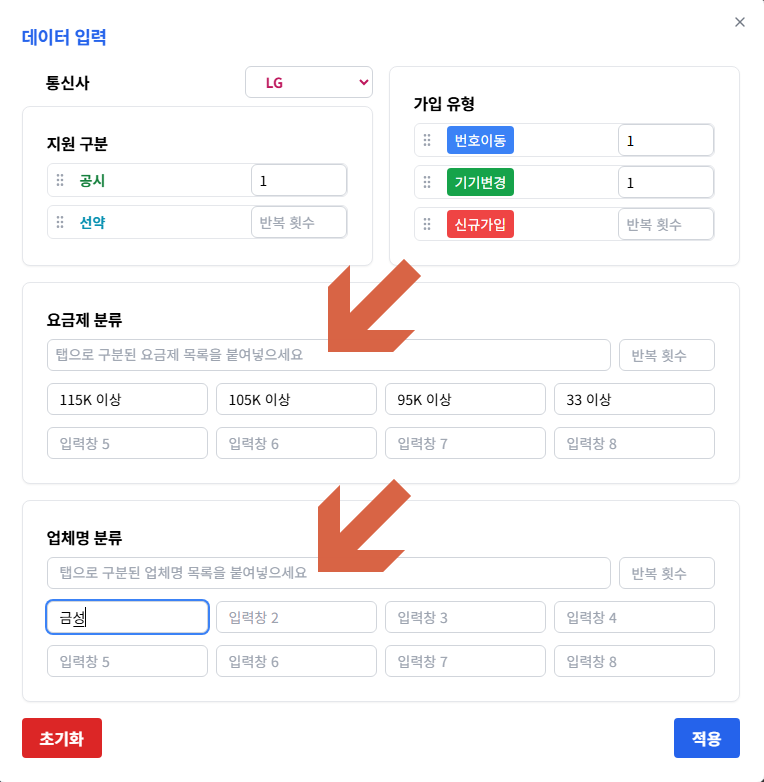 데이터 입력
통신사
LG
지원 구분
공시
1
선약
반복 횟수
가입 유형
번호이동
1
기기변경
1
신규가입
반복 횟수
요금제 분류
탭으로 구분된 요금제 목록을 붙여넣으세요
반복 횟수
115K 이상
105K 이상
95K 이상
33 이상
입력창 5
입력창 6
입력창 7
입력창 8
업체명 분류
탭으로 구분된 업체명 목록을 붙여넣으세요
반복 횟수
금성
입력창 2
입력창 3
입력창 4
입력창 5
입력창 6
입력창 7
입력창 8
초기화
적용